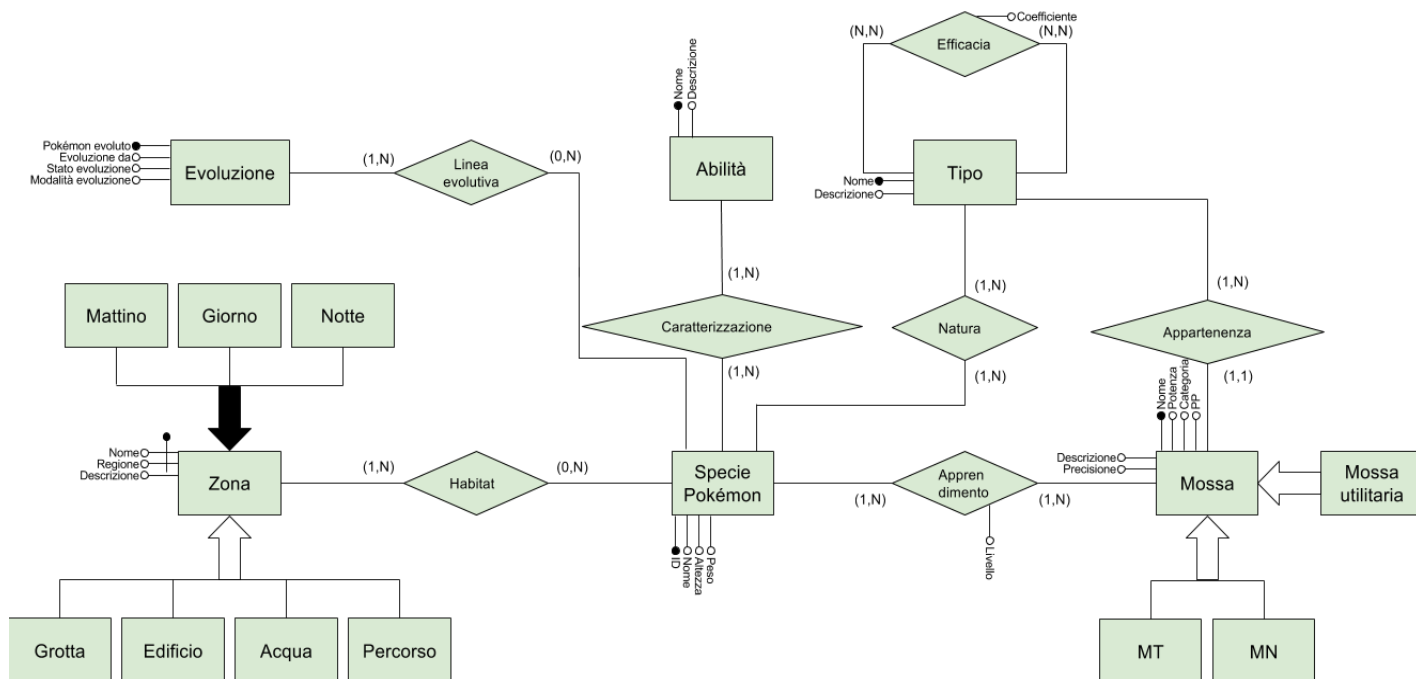 (N,N)
Efficacia
Coefficiente
(N,N)
Nome
Descrizione
Pokémon evoluto
Evoluzione da
Stato evoluzione
Modalità evoluzione
Evoluzione
(1,N)
Linea
evolutiva
(0,N)
Abilità
Tipo
Nome
Descrizione
(1,N)
(1,N)
(1,N)
Mattino
Giorno
Notte
Caratterizzazione
Natura
Appartenenza
(1,N)
(1,N)
(1,1)
Nome
Potenza
Categoria
PP
Nome
Regione
Descrizione
Zona
(1,N)
Habitat
(0,N)
Specie
Pokémon
(1,N)
Appren
dimento
(1,N)
Descrizione
Precisione
Mossa
Mossa
utilitaria
ID
Nome
Altezza
Peso
Livello
Grotta
Edificio
Acqua
Percorso
MT
MN